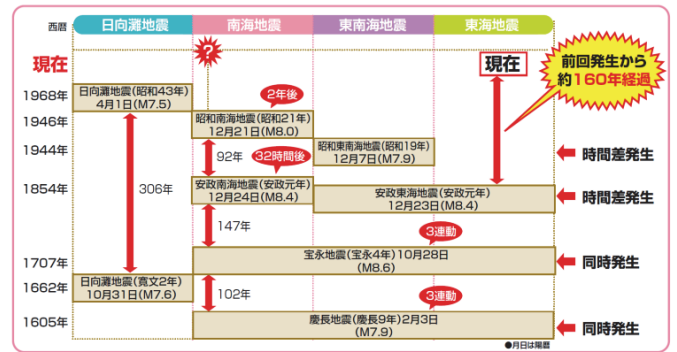 西暦
日向灘地震
南海地震
東南海地震
東海地震
現在
?
現在
前回発生から
約160年経過
1968年
日向灘地震(昭和43年)
4月1日(M7.5)
2年後
1946年
昭和南海地震(昭和21年)
12月21日(M8.0)
1944年
92年
32時間後
昭和東南海地震(昭和19年)
12月7日(M7.9)
時間差発生
1854年
306年
安政南海地震(安政元年)
12月24日(M8.4)
安政東海地震(安政元年)
12月23日(M8.4)
時間差発生
147年
3連動
1707年
宝永地震(宝永4年)10月28日
(M8.6)
同時発生
1662年
日向灘地震(寛文2年)
10月31日(M7.6)
102年
3連動
1605年
慶長地震(慶長9年)2月3日
(M7.9)
同時発生
●月日は陽暦